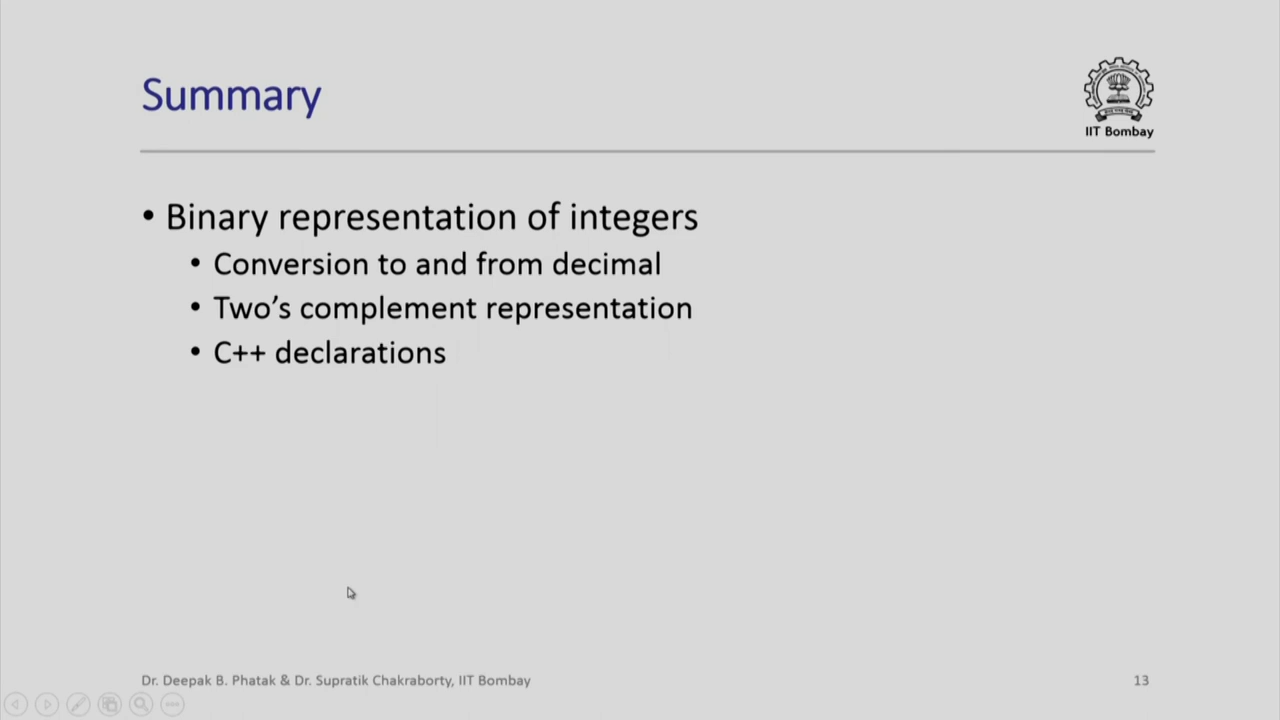 Summary
IIT Bombay
• Binary representation of integers
• Conversion to and from decimal
• Two’s complement representation
• C++ declarations
Dr. Deepak B. Phatak & Dr. Supratik Chakraborty, IIT Bombay
13